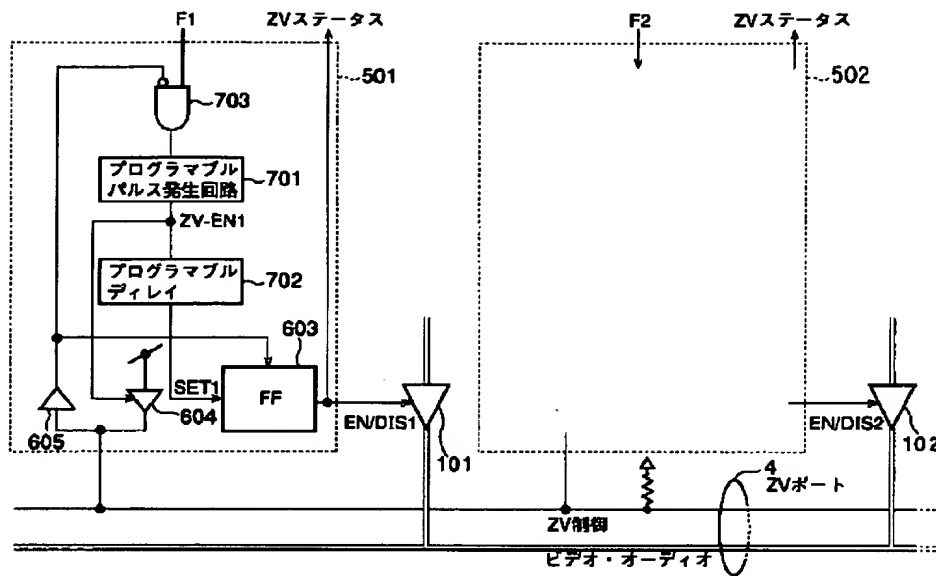 F1
ZVステータス
F2
ZVステータス
501
502
703
プログラマブル
パルス発生回路
701
ZV-EN1
プログラマブル
ディレイ
702
603
SET1
FF
604
605
EN/DIS1
101
EN/DIS2
102
4
ZVポート
ZV制御
ビデオ・オーディオ